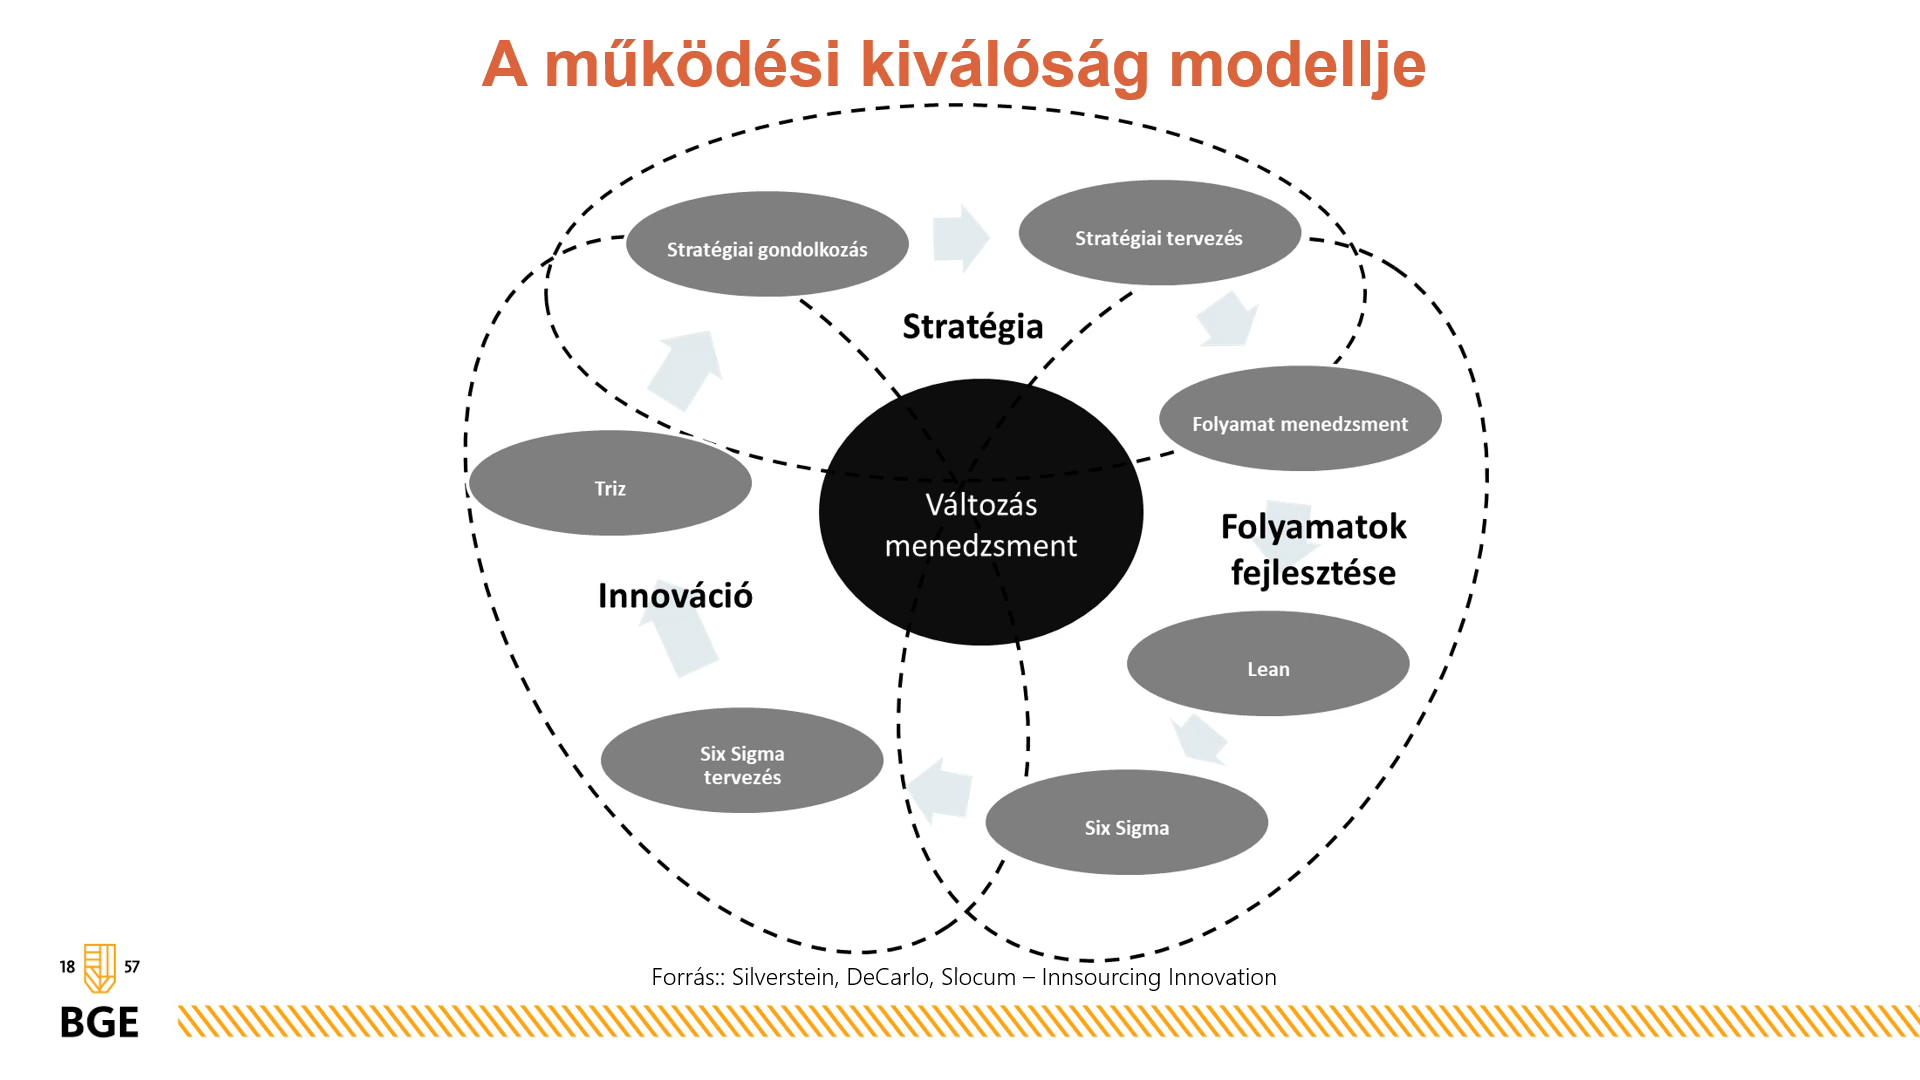 A működési kiválóság modellje
Stratégiai gondolkozás
Stratégiai tervezés
Stratégia
Folyamat menedzsment
Triz
Változás
menedzsment
Folyamatok
fejlesztése
Innováció
Lean
Six Sigma
tervezés
Six Sigma
Forrás:: Silverstein, DeCarlo, Slocum – Innsourcing Innovation
18 57
BGE